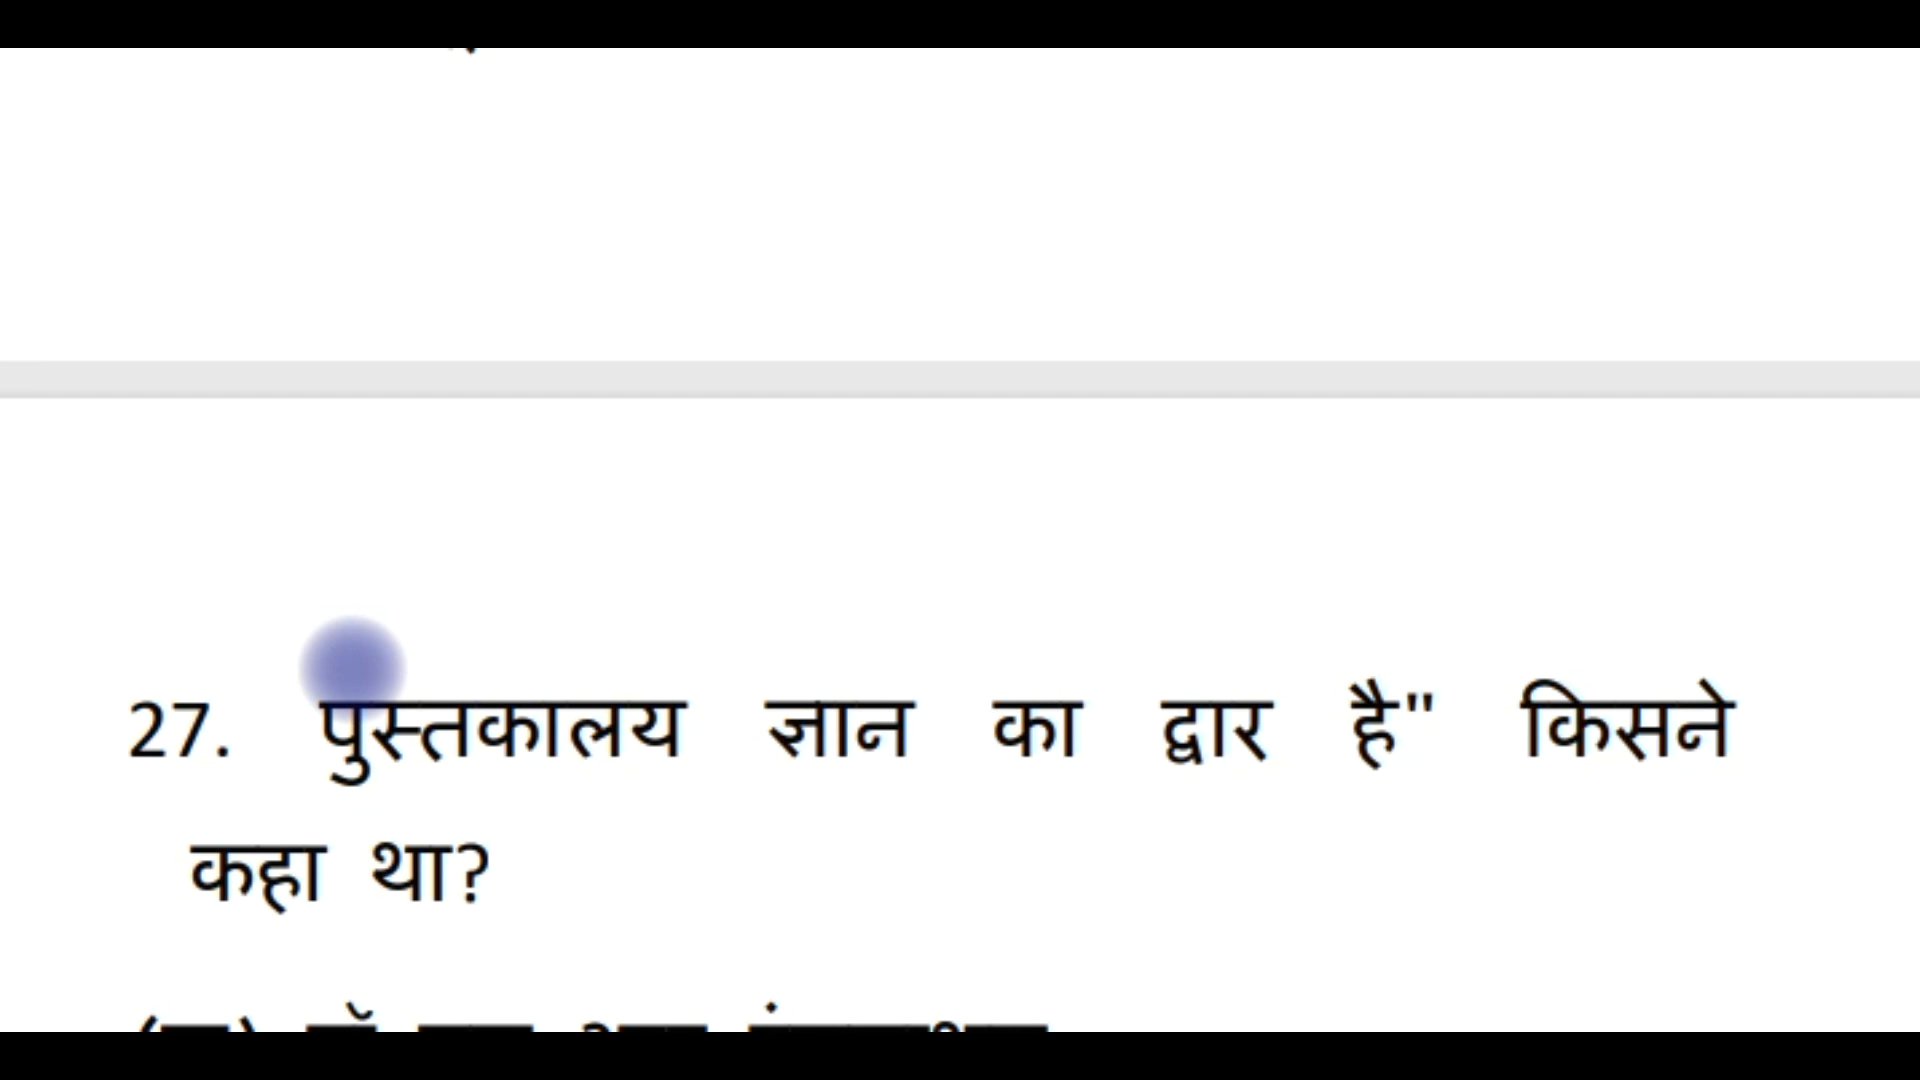 27. पुस्तकालय ज्ञान का द्वार है" किसने
कहा था?